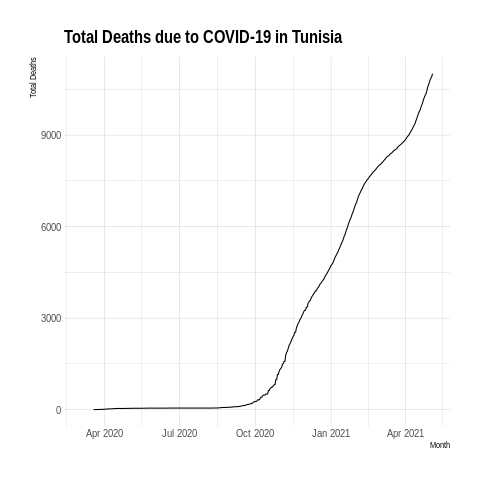 Total Deaths due to COVID-19 in Tunisia
Total Deaths
9000
6000
3000
0
Apr 2020 Jul 2020 Oct 2020 Jan 2021 Apr 2021
Month